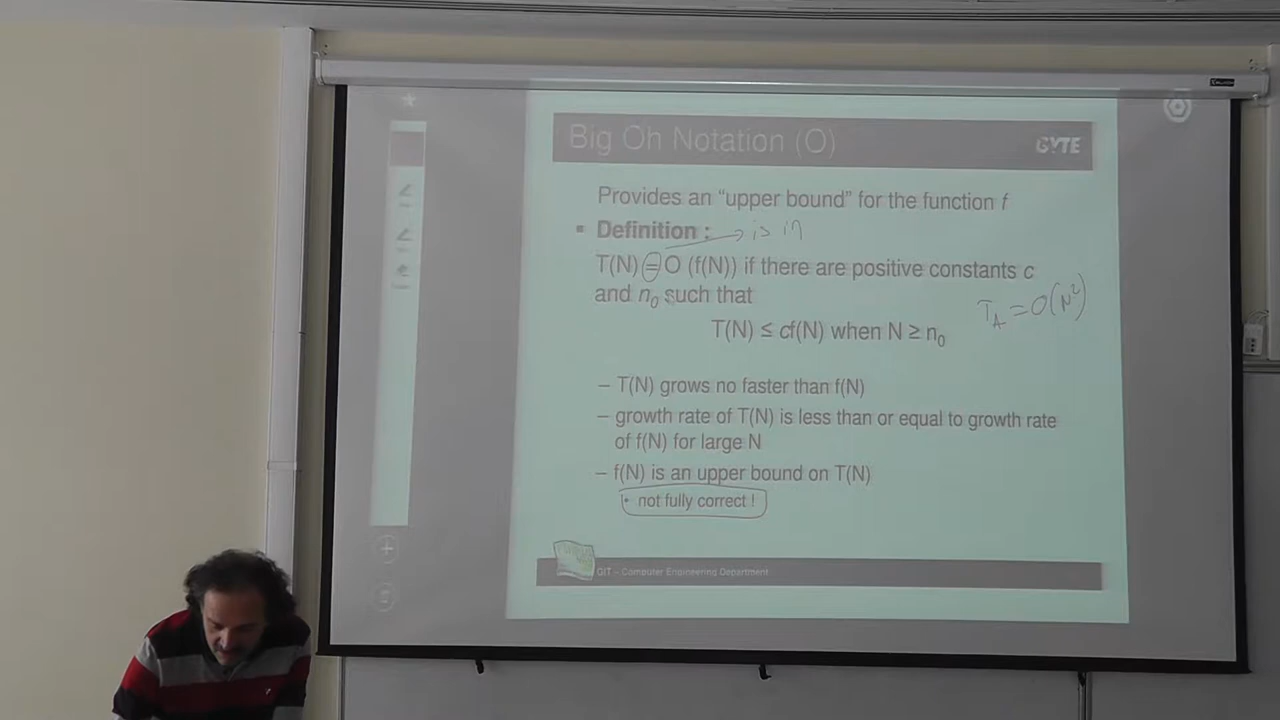 Big Oh Notation (O)
GYTE
Provides an “upper bound” for the function f
▪ Definition : → is in
T(N) = O (f(N)) if there are positive constants c
and n₀ such that
T_A = O(N²)
T(N) ≤ cf(N) when N ≥ n₀
– T(N) grows no faster than f(N)
– growth rate of T(N) is less than or equal to growth rate
of f(N) for large N
– f(N) is an upper bound on T(N)
• not fully correct !
GIT – Computer Engineering Department